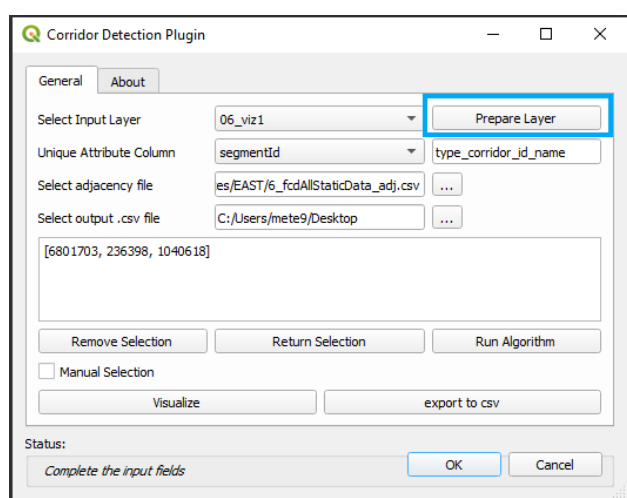 Corridor Detection Plugin
General About
Select Input Layer 06_viz1 Prepare Layer
Unique Attribute Column segmentId type_corridor_id_name
Select adjacency file es/EAST/6_fcdAllStaticData_adj.csv ...
Select output .csv file C:/Users/mete9/Desktop ...
[6801703, 236398, 1040618]
Remove Selection Return Selection Run Algorithm
Manual Selection
Visualize export to csv
Status:
Complete the input fields OK Cancel